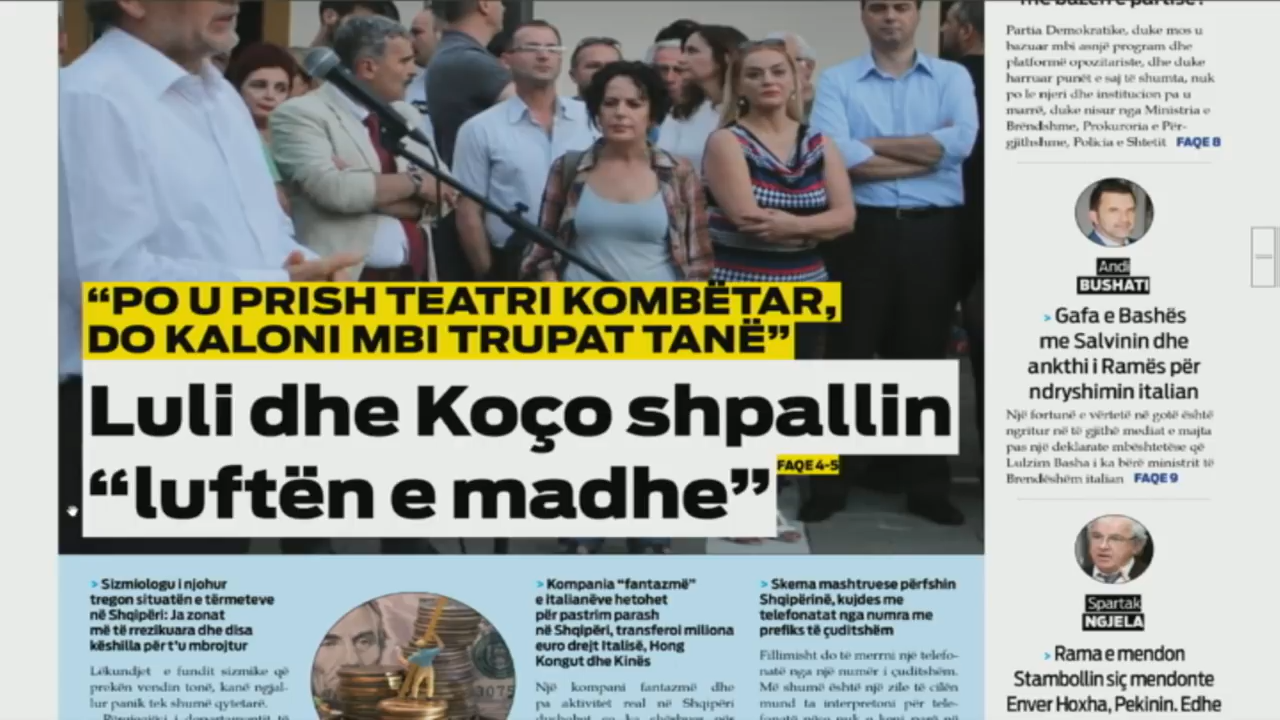 “PO U PRISH TEATRI KOMBËTAR,
DO KALONI MBI TRUPAT TANË”
Luli dhe Koço shpallin
“luftën e madhe”
FAQE 4-5
> Sizmiologu i njohur
tregon situatën e tërmeteve
në Shqipëri: Ja zonat
më të rrezikuara dhe disa
këshilla për t'u mbrojtur
Lëkundjet e fundit sizmike që
prekën vendin tonë, kanë ngjal-
lur panik tek shumë qytetarë.
> Kompania “fantazmë”
e italianëve hetohet
për pastrim parash
në Shqipëri, transferoi miliona
euro drejt Italisë, Hong
Kongut dhe Kinës
Një kompani fantazmë dhe
pa aktivitet real në Shqipëri
> Skema mashtruese përfshin
Shqipërinë, kujdes me
telefonatat nga numra me
prefiks të çuditshëm
Fillimisht do të merrni një telefo-
natë nga një numër i çuditshëm.
Më shumë është një zile të cilën
mund ta interpretoni për tele-
Partia Demokratike, duke mos u
bazuar mbi asnjë program dhe
platformë opozitariste, dhe duke
harruar punët e saj të shumta, nuk
po le njeri dhe institucion pa u
marrë, duke nisur nga Ministria e
Brëndshme, Prokuroria e Për-
gjithshme, Policia e Shtetit FAQE 8
Andi
BUSHATI
> Gafa e Bashës
me Salvinin dhe
ankthi i Ramës për
ndryshimin italian
Një fortunë e vërtetë në gotë është
ngritur në të gjithë mediat e majta
pas një deklarate mbështetëse që
Lulzim Basha i ka bërë ministrit të
Brendëshëm italian FAQE 9
Spartak
NGJELA
> Rama e mendon
Stambollin siç mendonte
Enver Hoxha, Pekinin. Edhe